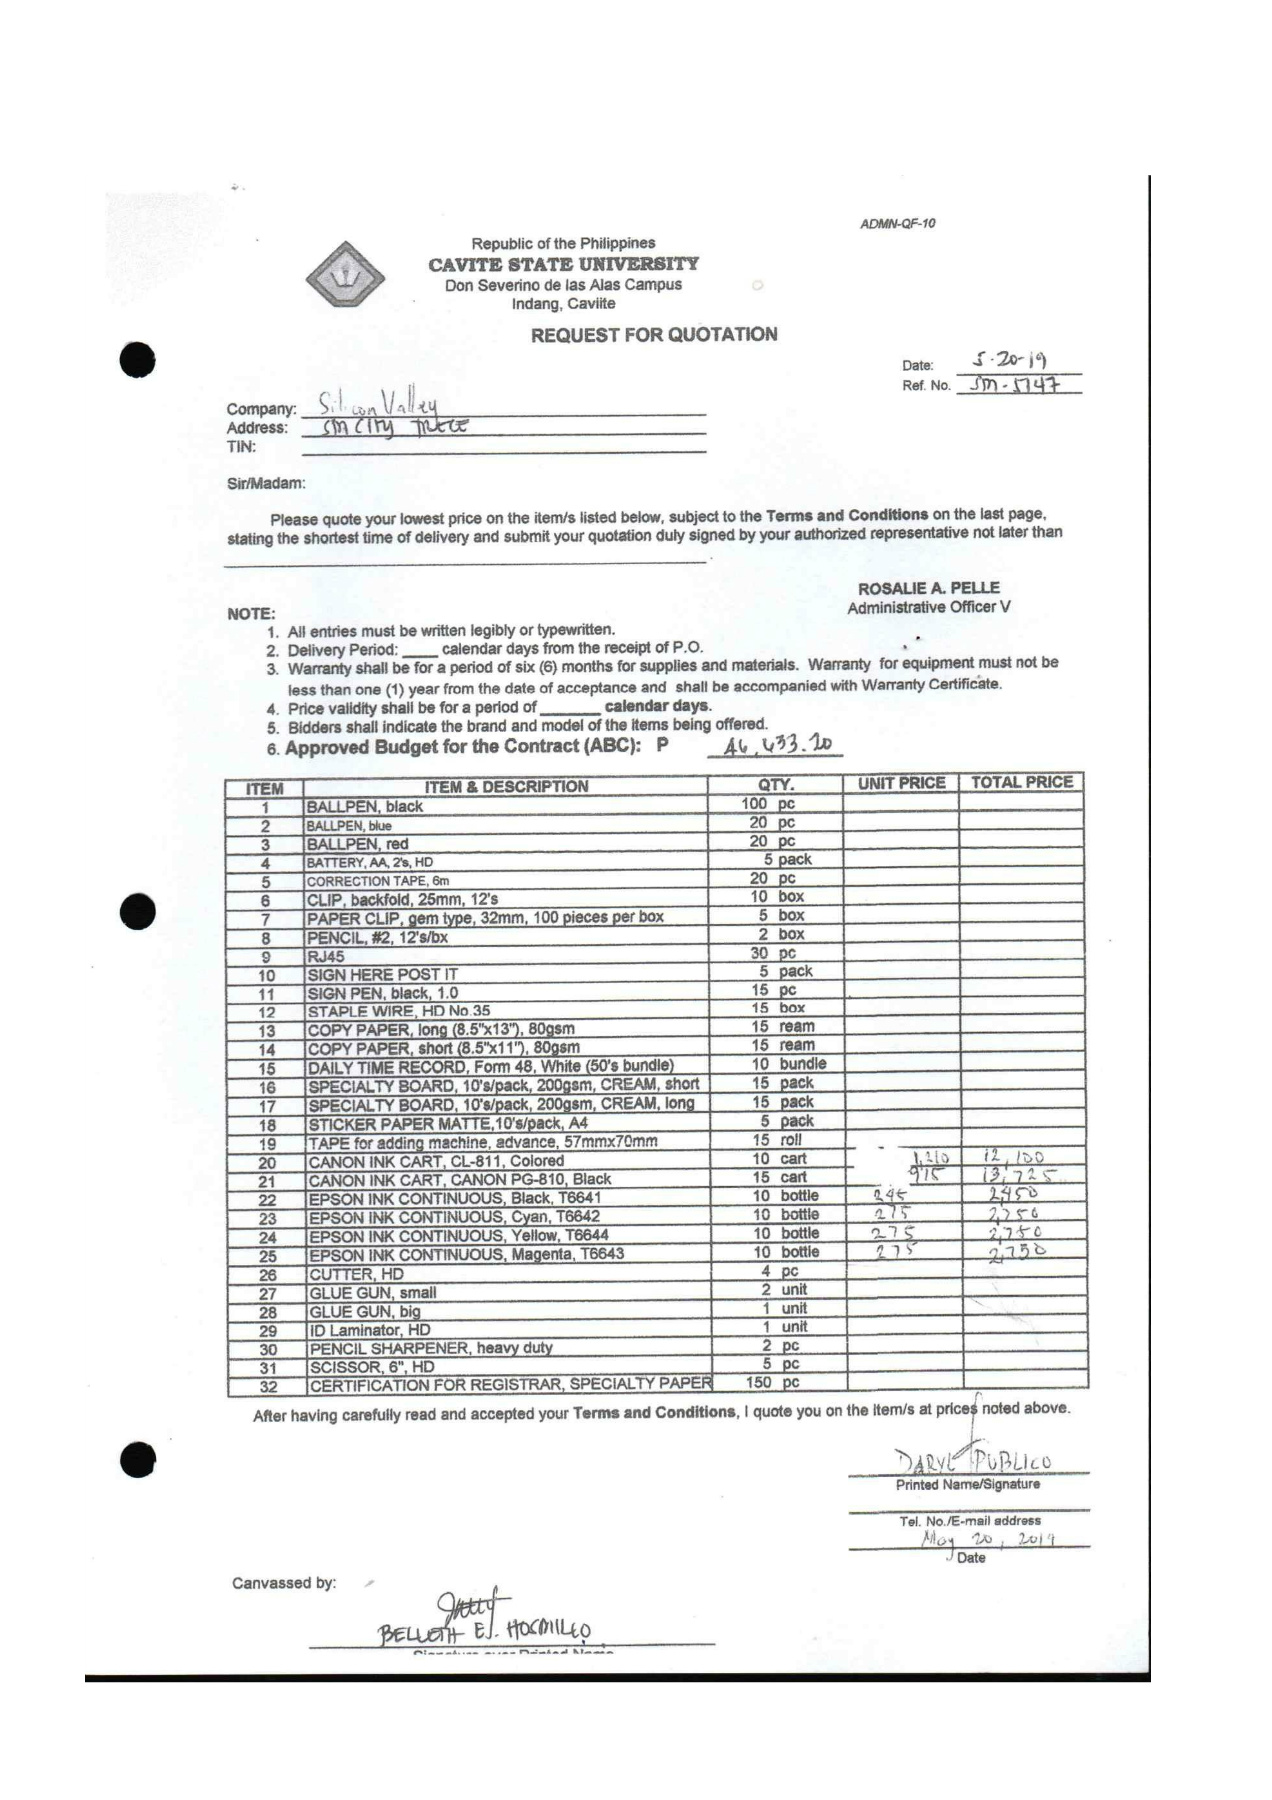 ADMN-QF-10
Republic of the Philippines
CAVITE STATE UNIVERSITY
Don Severino de las Alas Campus
Indang, Caviite
REQUEST FOR QUOTATION
Date: 5-20-19
Ref. No. SM-5747
Company: Silicon Valley
Address: SM CITY
TIN:
Sir/Madam:
Please quote your lowest price on the item/s listed below, subject to the Terms and Conditions on the last page,
stating the shortest time of delivery and submit your quotation duly signed by your authorized representative not later than
ROSALIE A. PELLE
Administrative Officer V
NOTE:
1. All entries must be written legibly or typewritten.
2. Delivery Period: ____ calendar days from the receipt of P.O.
3. Warranty shall be for a period of six (6) months for supplies and materials. Warranty for equipment must not be
less than one (1) year from the date of acceptance and shall be accompanied with Warranty Certificate.
4. Price validity shall be for a period of _______ calendar days.
5. Bidders shall indicate the brand and model of the items being offered.
6. Approved Budget for the Contract (ABC): P 46,433.20
ITEM ITEM & DESCRIPTION QTY. UNIT PRICE TOTAL PRICE
1 BALLPEN, black 100 pc
2 BALLPEN, blue 20 pc
3 BALLPEN, red 20 pc
4 BATTERY, AA, 2's, HD 5 pack
5 CORRECTION TAPE, 6m 20 pc
6 CLIP, backfold, 25mm, 12's 10 box
7 PAPER CLIP, gem type, 32mm, 100 pieces per box 5 box
8 PENCIL, #2, 12's/bx 2 box
9 RJ45 30 pc
10 SIGN HERE POST IT 5 pack
11 SIGN PEN, black, 1.0 15 pc
12 STAPLE WIRE, HD No.35 15 box
13 COPY PAPER, long (8.5"x13"), 80gsm 15 ream
14 COPY PAPER, short (8.5"x11"), 80gsm 15 ream
15 DAILY TIME RECORD, Form 48, White (50's bundle) 10 bundle
16 SPECIALTY BOARD, 10's/pack, 200gsm, CREAM, short 15 pack
17 SPECIALTY BOARD, 10's/pack, 200gsm, CREAM, long 15 pack
18 STICKER PAPER MATTE,10's/pack, A4 5 pack
19 TAPE for adding machine, advance, 57mmx70mm 15 roll
20 CANON INK CART, CL-811, Colored 10 cart 1,210 12,100
21 CANON INK CART, CANON PG-810, Black 15 cart 915 13,725
22 EPSON INK CONTINUOUS, Black, T6641 10 bottle 245 2,450
23 EPSON INK CONTINUOUS, Cyan, T6642 10 bottle 275 2,750
24 EPSON INK CONTINUOUS, Yellow, T6644 10 bottle 275 2,750
25 EPSON INK CONTINUOUS, Magenta, T6643 10 bottle 275 2,750
26 CUTTER, HD 4 pc
27 GLUE GUN, small 2 unit
28 GLUE GUN, big 1 unit
29 ID Laminator, HD 1 unit
30 PENCIL SHARPENER, heavy duty 2 pc
31 SCISSOR, 6", HD 5 pc
32 CERTIFICATION FOR REGISTRAR, SPECIALTY PAPER 150 pc
After having carefully read and accepted your Terms and Conditions, I quote you on the item/s at prices noted above.
DARYL PUBLICO
Printed Name/Signature
Tel. No./E-mail address
May 20, 2019
Date
Canvassed by:
EJ.
Signature over Printed Name